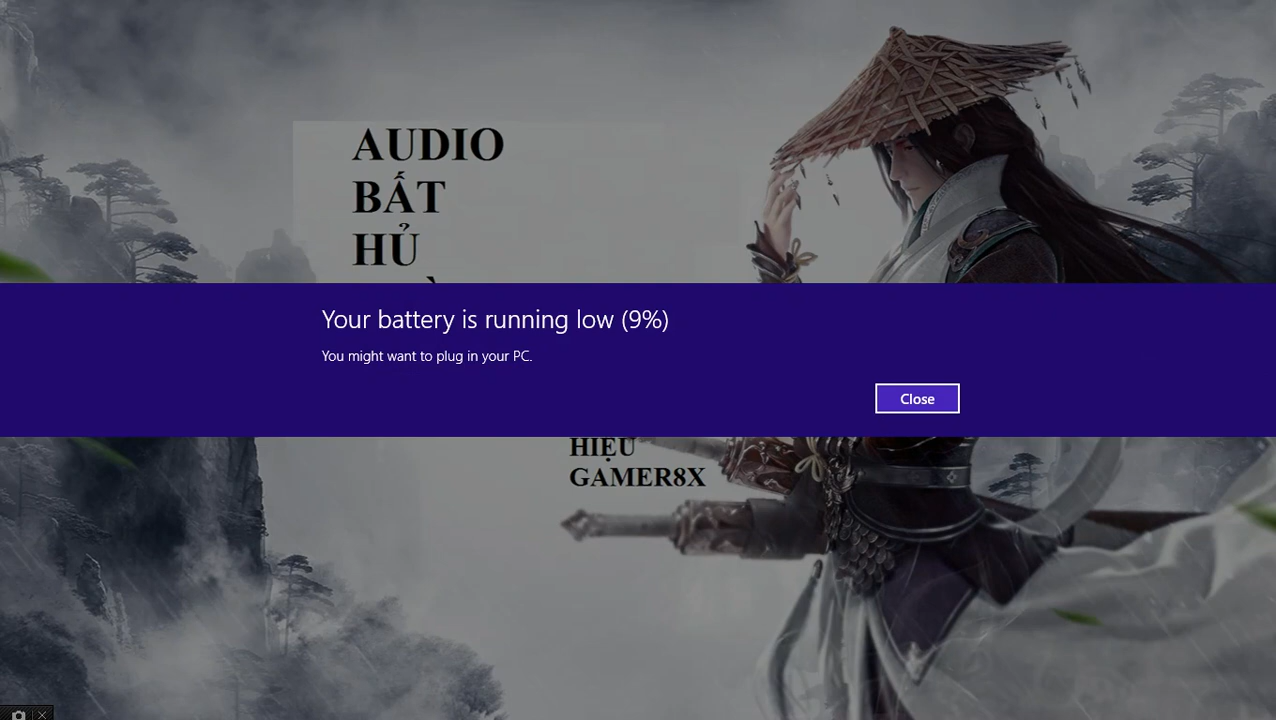 AUDIO
BẤT
HỦ
Your battery is running low (9%)
You might want to plug in your PC.
Close
HIỆU
GAMER8X